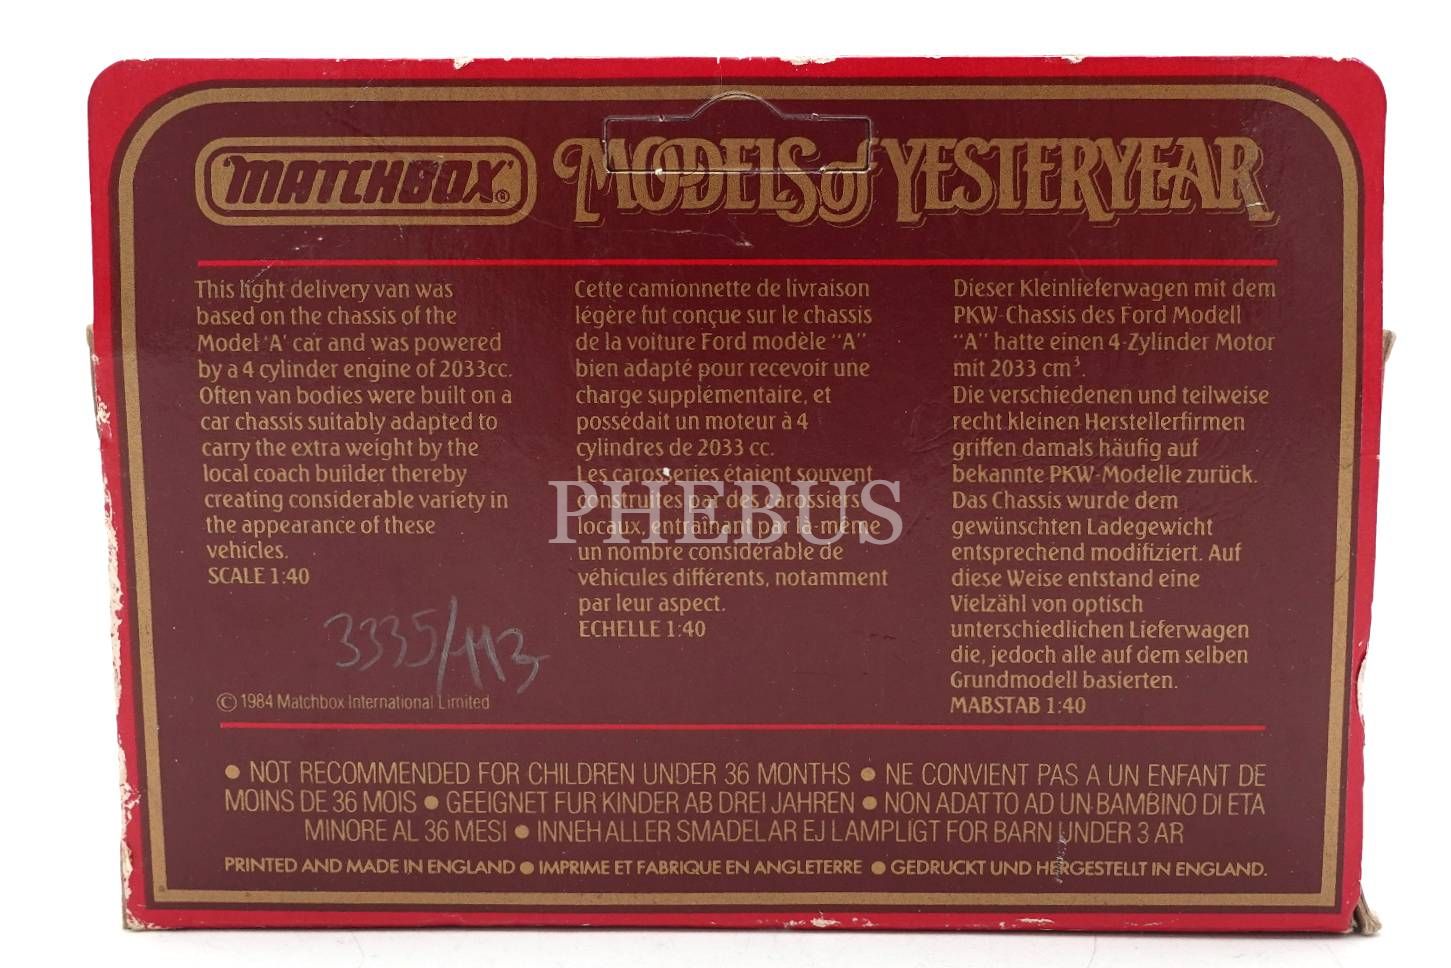 MATCHBOX ®
MODELS of YESTERYEAR
This light delivery van was
based on the chassis of the
Model 'A' car and was powered
by a 4 cylinder engine of 2033cc.
Often van bodies were built on a
car chassis suitably adapted to
carry the extra weight by the
local coach builder thereby
creating considerable variety in
the appearance of these
vehicles.
SCALE 1:40
3335/113
© 1984 Matchbox International Limited
Cette camionnette de livraison
légère fut conçue sur le chassis
de la voiture Ford modèle "A"
bien adapté pour recevoir une
charge supplémentaire, et
possédait un moteur à 4
cylindres de 2033 cc.
Les carosseries étaient souvent
construites par des carossiers
locaux, entraînant par là-même
un nombre considérable de
véhicules différents, notamment
par leur aspect.
ECHELLE 1:40
Dieser Kleinlieferwagen mit dem
PKW-Chassis des Ford Modell
"A" hatte einen 4-Zylinder Motor
mit 2033 cm³.
Die verschiedenen und teilweise
recht kleinen Herstellerfirmen
griffen damals häufig auf
bekannte PKW-Modelle zurück.
Das Chassis wurde dem
gewünschten Ladegewicht
entsprechend modifiziert. Auf
diese Weise entstand eine
Vielzähl von optisch
unterschiedlichen Lieferwagen
die, jedoch alle auf dem selben
Grundmodell basierten.
MABSTAB 1:40
PHEBUS
● NOT RECOMMENDED FOR CHILDREN UNDER 36 MONTHS ● NE CONVIENT PAS A UN ENFANT DE
MOINS DE 36 MOIS ● GEEIGNET FUR KINDER AB DREI JAHREN ● NON ADATTO AD UN BAMBINO DI ETA
MINORE AL 36 MESI ● INNEHALLER SMADELAR EJ LAMPLIGT FOR BARN UNDER 3 AR
PRINTED AND MADE IN ENGLAND ● IMPRIME ET FABRIQUE EN ANGLETERRE ● GEDRUCKT UND HERGESTELLT IN ENGLAND.